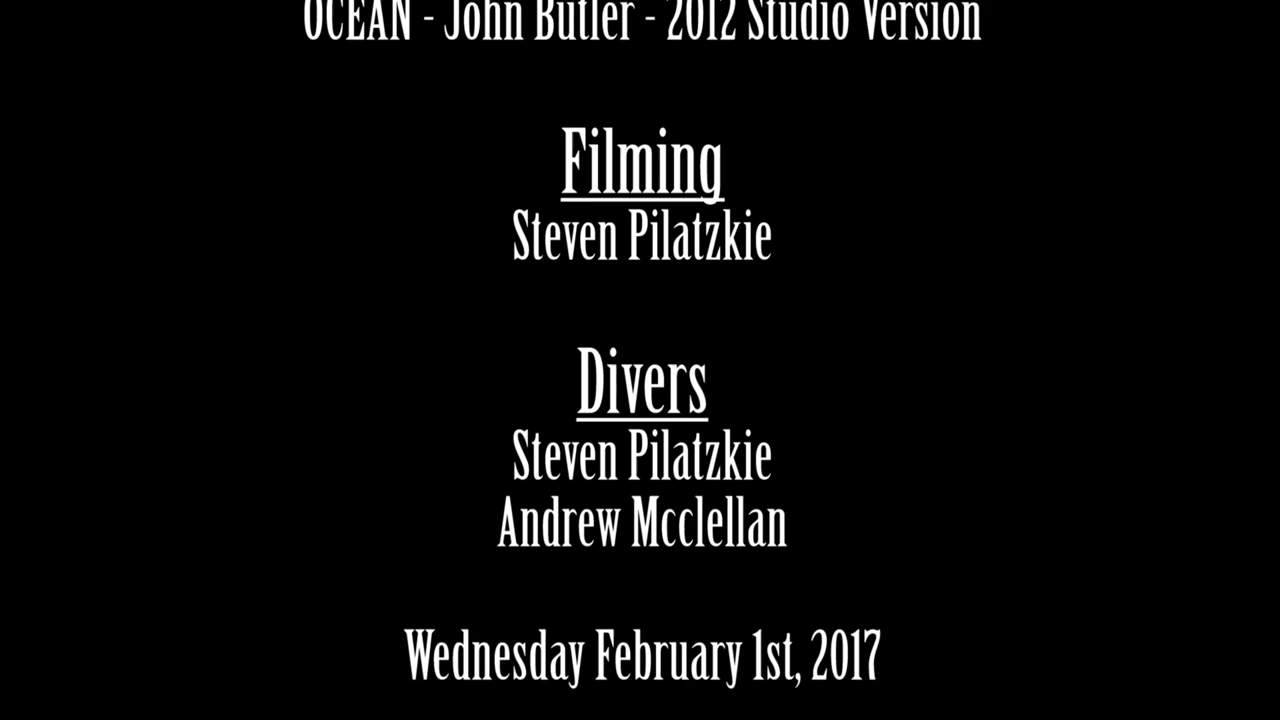 OCEAN - John Butler - 2012 Studio Version
Filming
Steven Pilatzkie
Divers
Steven Pilatzkie
Andrew Mcclellan
Wednesday February 1st, 2017